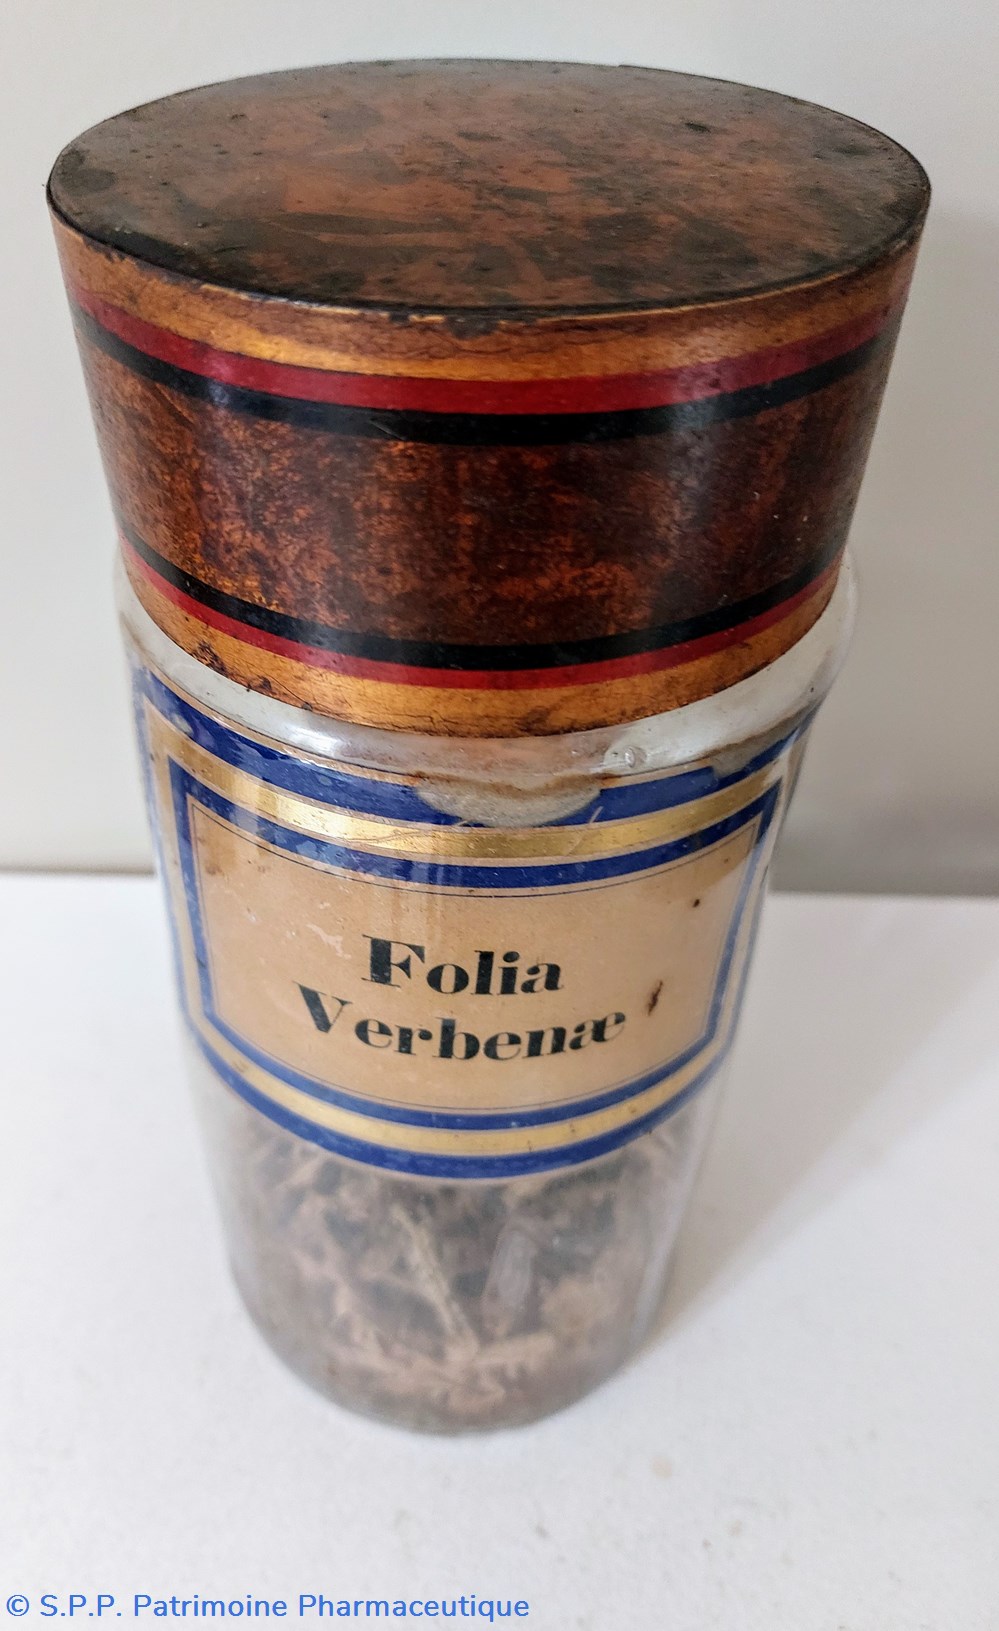 Folia
Verbenæ
© S.P.P. Patrimoine Pharmaceutique